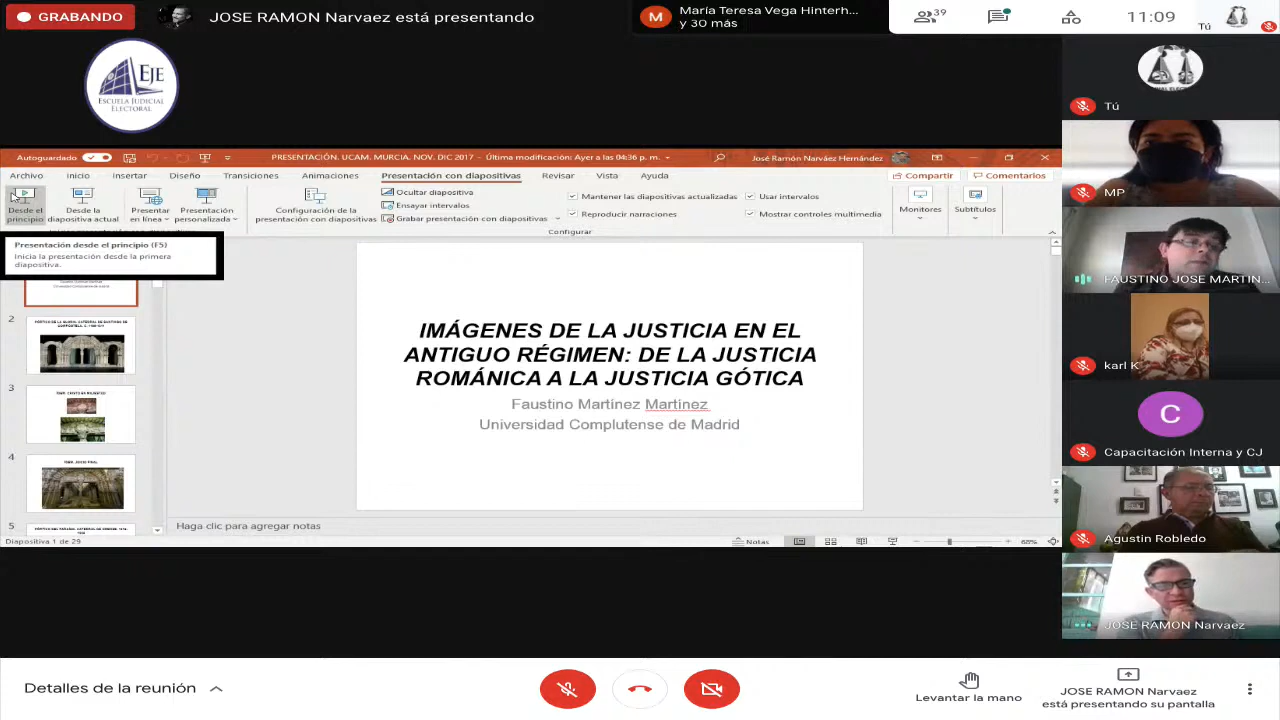 GRABANDO
JOSE RAMON Narvaez está presentando
M
María Teresa Vega Hinterh...
y 30 más
39
11:09
Tú
EJE
ESCUELA JUDICIAL
ELECTORAL
Autoguardado
PRESENTACIÓN. UCAM. MURCIA. NOV. DIC 2017 - Última modificación: Ayer a las 04:36 p. m.
José Ramón Narváez Hernández
Archivo
Inicio
Insertar
Diseño
Transiciones
Animaciones
Presentación con diapositivas
Revisar
Vista
Ayuda
Compartir
Comentarios
Desde el
principio
Desde la
diapositiva actual
Presentar
en línea
Presentación
personalizada
Configuración de la
presentación con diapositivas
Ocultar diapositiva
Ensayar intervalos
Grabar presentación con diapositivas
Mantener las diapositivas actualizadas
Reproducir narraciones
Usar intervalos
Mostrar controles multimedia
Monitores
Subtítulos
Configurar
Presentación desde el principio (F5)
Inicia la presentación desde la primera
diapositiva.
2
3
4
5
IMÁGENES DE LA JUSTICIA EN EL
ANTIGUO RÉGIMEN: DE LA JUSTICIA
ROMÁNICA A LA JUSTICIA GÓTICA
Faustino Martínez Martínez
Universidad Complutense de Madrid
Haga clic para agregar notas
Diapositiva 1 de 29
Notas
68%
Tú
MP
FAUSTINO JOSE MARTIN...
karl K
C
Capacitación Interna y CJ
Agustin Robledo
JOSE RAMON Narvaez
Detalles de la reunión
Levantar la mano
JOSE RAMON Narvaez
está presentando su pantalla